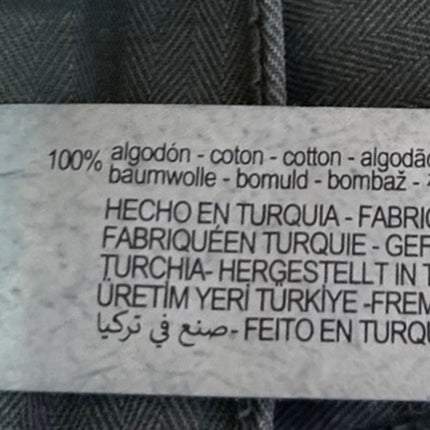 100% algodón - coton - cotton - algodão
baumwolle - bomuld - bombaž -
HECHO EN TURQUIA - FABRIC
FABRIQUÉEN TURQUIE - GEF
TURCHIA- HERGESTELLT IN T
ÜRETİM YERİ TÜRKİYE -FREM
صنع في تركيا - FEITO EN TURQU